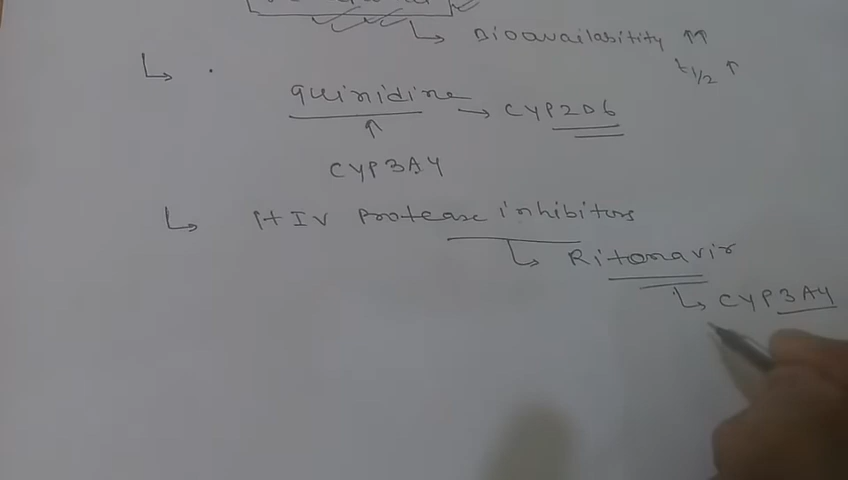 Bioavailability ↑↑
t1/2 ↑
quinidine → CYP2D6
↑
CYP3A4
HIV Protease inhibitors
Ritonavir
CYP3A4